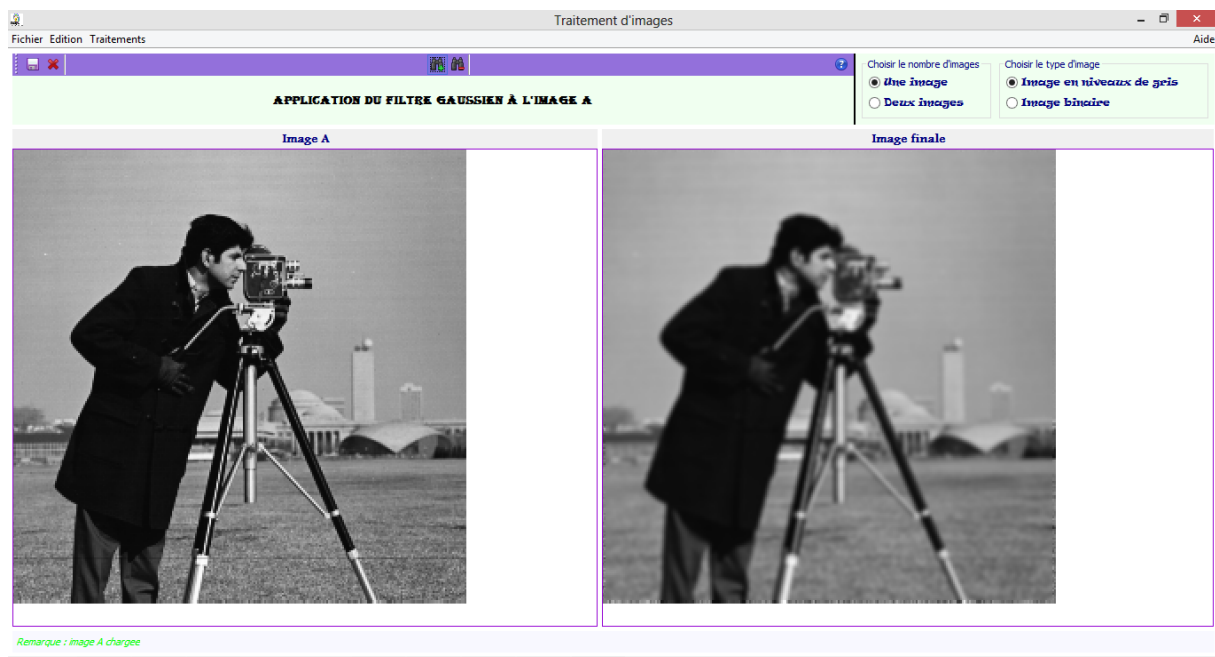 Traitement d'images
Fichier Edition Traitements
Aide
Choisir le nombre d'images
Une image
Deux images
Choisir le type d'image
Image en niveaux de gris
Image binaire
APPLICATION DU FILTRE GAUSSIEN À L'IMAGE A
Image A
Image finale
Remarque : image A chargee